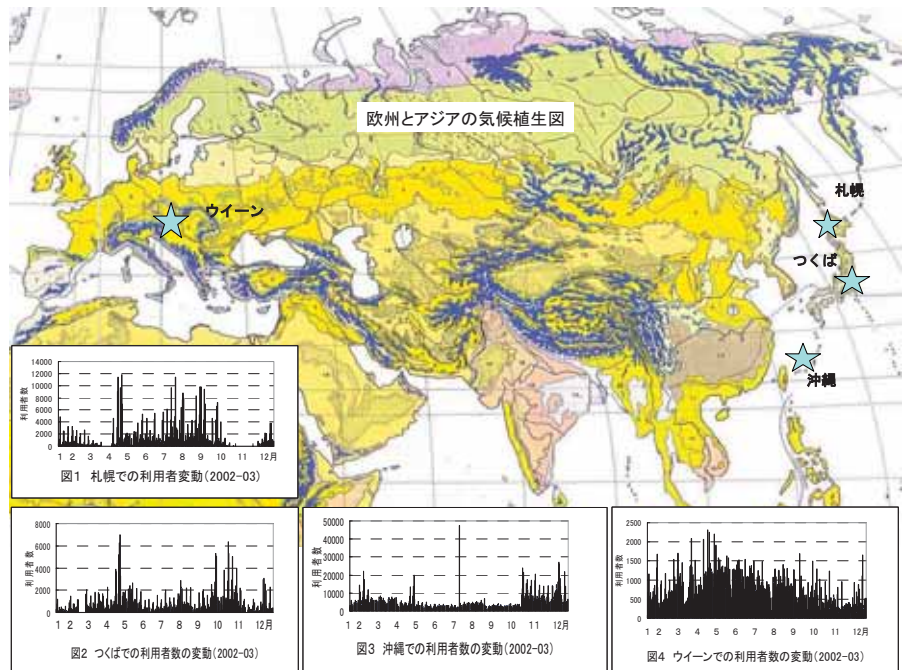 欧州とアジアの気候植生図
札幌
ウイーン
つくば
沖縄
利用者数
14000
12000
10000
8000
6000
4000
2000
0
1 2 3 4 5 6 7 8 9 10 11 12月
図1 札幌での利用者変動(2002-03)
利用者数
8000
6000
4000
2000
0
1 2 3 4 5 6 7 8 9 10 11 12月
図2 つくばでの利用者数の変動(2002-03)
利用者数
50000
40000
30000
20000
10000
0
1 2 3 4 5 6 7 8 9 10 11 12月
図3 沖縄での利用者数の変動(2002-03)
利用者数
2500
2000
1500
1000
500
0
1 2 3 4 5 6 7 8 9 10 11 12月
図4 ウイーンでの利用者数の変動(2002-03)